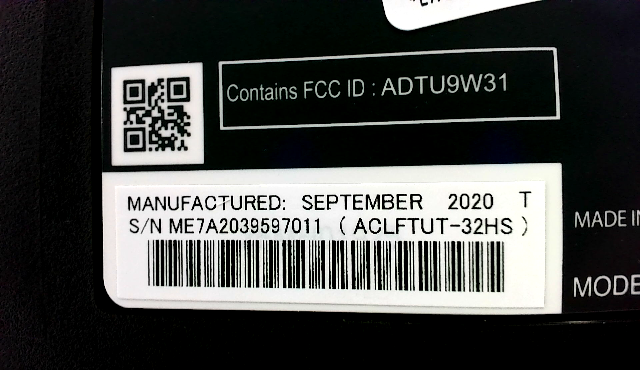 Contains FCC ID : ADTU9W31
MANUFACTURED: SEPTEMBER 2020 T
S/N ME7A2039597011 ( ACLFTUT-32HS )
MADE IN
MODE